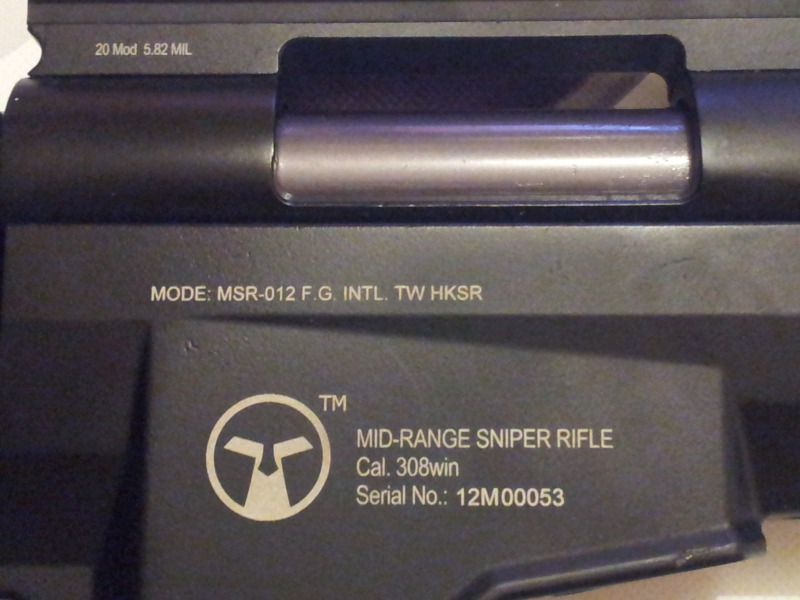 20 Mod 5.82 MIL
MODE: MSR-012 F.G. INTL. TW HKSR
TM
MID-RANGE SNIPER RIFLE
Cal. 308win
Serial No.: 12M00053